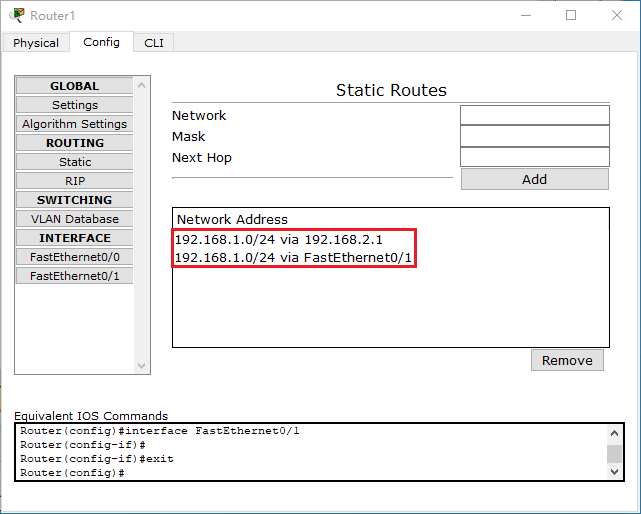 Router1
Physical Config CLI
GLOBAL
Settings
Algorithm Settings
ROUTING
Static
RIP
SWITCHING
VLAN Database
INTERFACE
FastEthernet0/0
FastEthernet0/1
Static Routes
Network
Mask
Next Hop
Add
Network Address
192.168.1.0/24 via 192.168.2.1
192.168.1.0/24 via FastEthernet0/1
Remove
Equivalent IOS Commands
Router(config)#interface FastEthernet0/1
Router(config-if)#
Router(config-if)#exit
Router(config)#